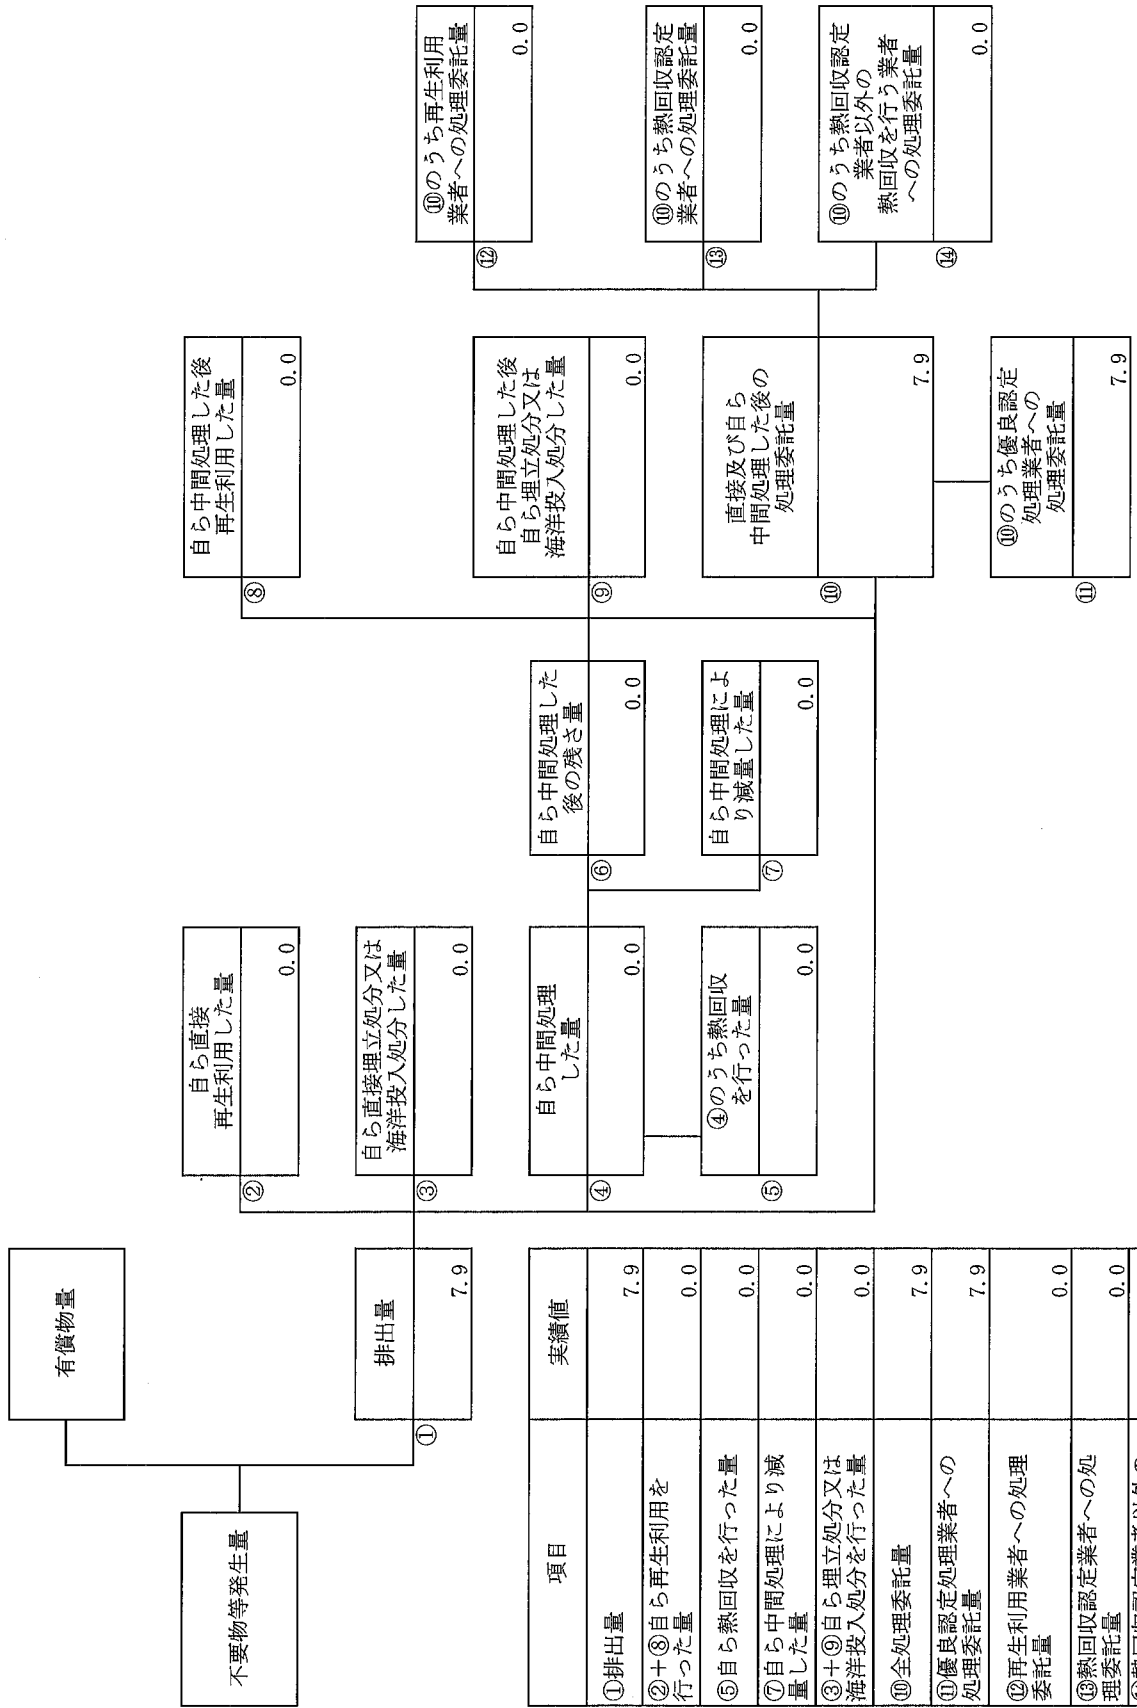 不要物等発生量
有償物量
排出量
①
7.9
自ら直接
再生利用した量
②
0.0
自ら直接埋立処分又は
海洋投入処分した量
③
0.0
自ら中間処理
した量
④
0.0
④のうち熱回収
を行った量
⑤
0.0
自ら中間処理した
後の残さ量
⑥
0.0
自ら中間処理によ
り減量した量
⑦
0.0
自ら中間処理した後
再生利用した量
⑧
0.0
自ら中間処理した後
自ら埋立処分又は
海洋投入処分した量
⑨
0.0
直接及び自ら
中間処理した後の
処理委託量
⑩
7.9
⑩のうち優良認定
処理業者への
処理委託量
⑪
7.9
⑩のうち再生利用
業者への処理委託量
⑫
0.0
⑩のうち熱回収認定
業者への処理委託量
⑬
0.0
⑩のうち熱回収認定
業者以外の
熱回収を行う業者
への処理委託量
⑭
0.0
項目 実績値
①排出量 7.9
②+⑧自ら再生利用を
行った量 0.0
⑤自ら熱回収を行った量 0.0
⑦自ら中間処理により減
量した量 0.0
③+⑨自ら埋立処分又は
海洋投入処分を行った量 0.0
⑩全処理委託量 7.9
⑪優良認定処理業者への
処理委託量 7.9
⑫再生利用業者への処理
委託量 0.0
⑬熱回収認定業者への処
理委託量 0.0